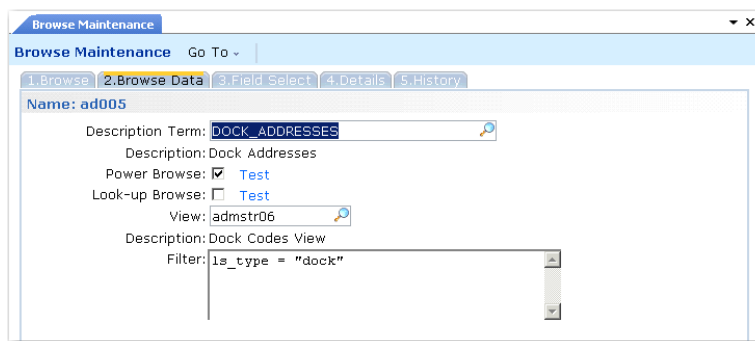 Browse Maintenance
Browse Maintenance Go To
1.Browse 2.Browse Data 3.Field Select 4.Details 5.History
Name: ad005
Description Term: DOCK_ADDRESSES
Description: Dock Addresses
Power Browse: Test
Look-up Browse: Test
View: admstr06
Description: Dock Codes View
Filter: ls_type = "dock"